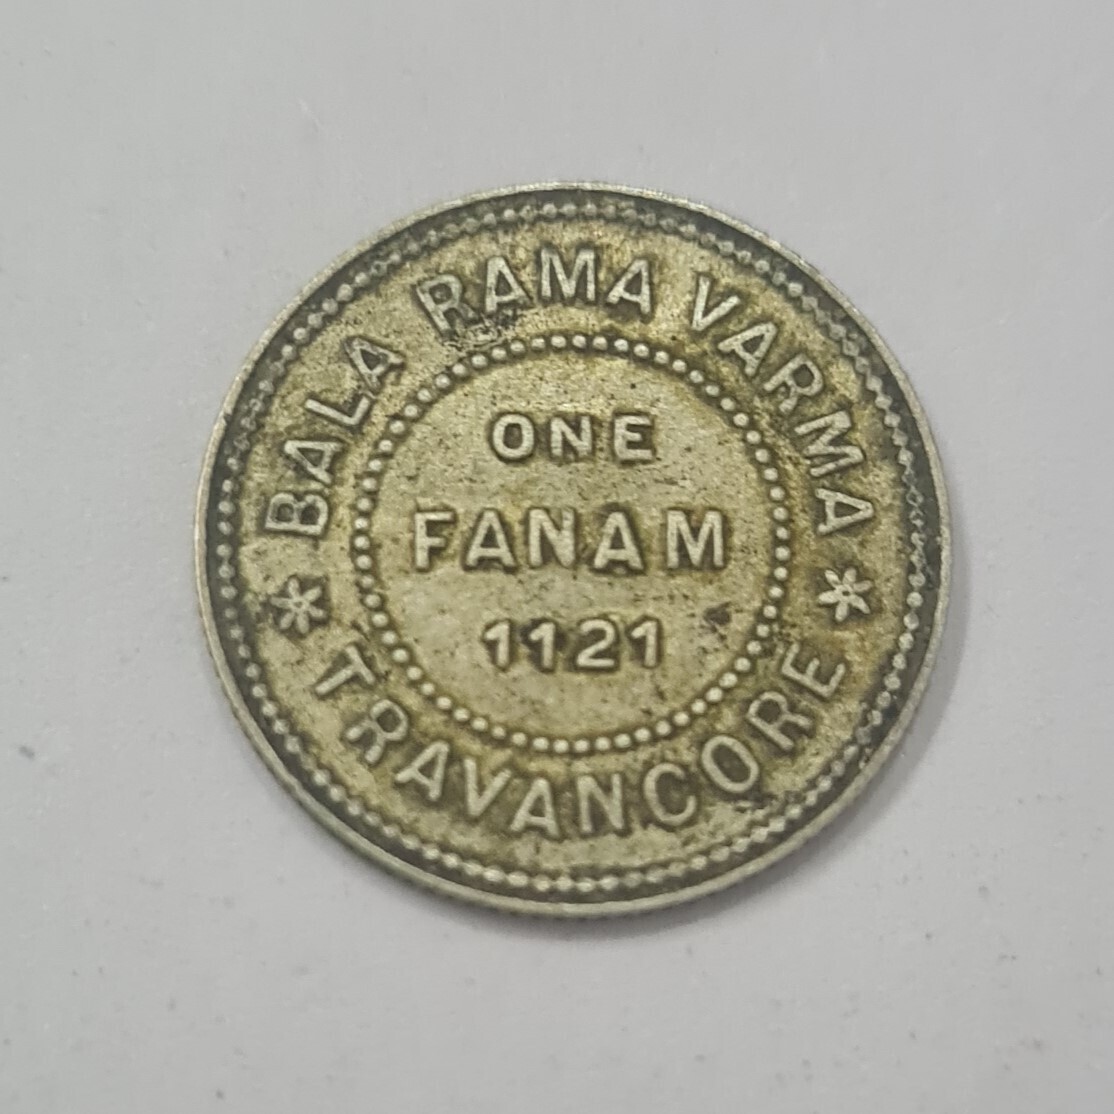 BALA RAMA VARMA
ONE
FANAM
1121
TRAVANCORE